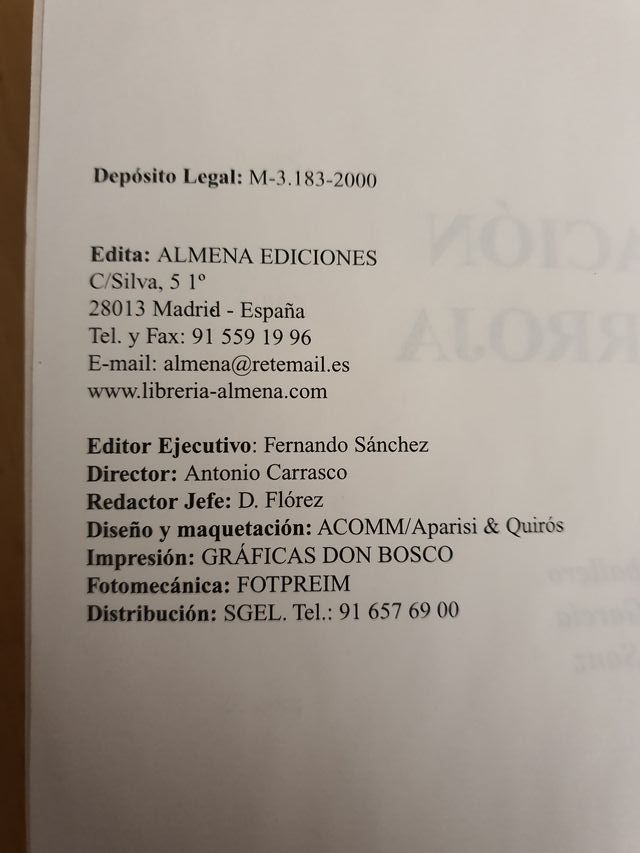 Depósito Legal: M-3.183-2000
Edita: ALMENA EDICIONES
C/Silva, 5 1º
28013 Madrid - España
Tel. y Fax: 91 559 19 96
E-mail: almena@retemail.es
www.libreria-almena.com
Editor Ejecutivo: Fernando Sánchez
Director: Antonio Carrasco
Redactor Jefe: D. Flórez
Diseño y maquetación: ACOMM/Aparisi & Quirós
Impresión: GRÁFICAS DON BOSCO
Fotomecánica: FOTPREIM
Distribución: SGEL. Tel.: 91 657 69 00